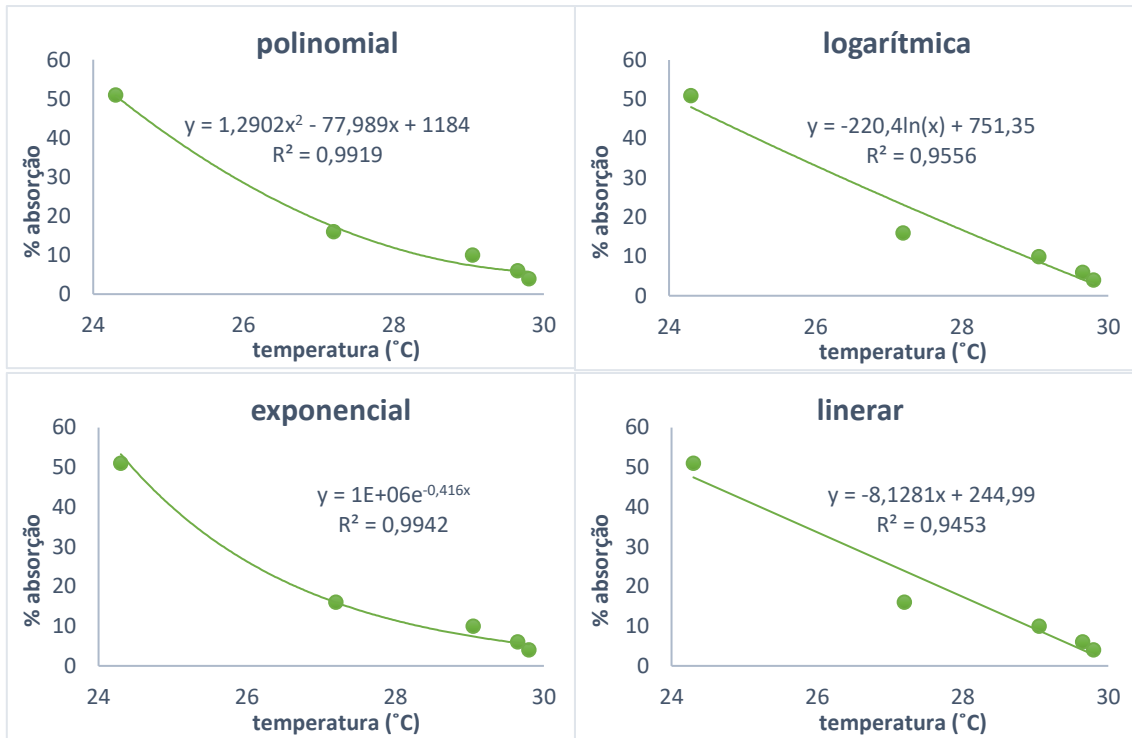 polinomial
60
50
40
30
20
10
0
% absorção
y = 1,2902x² - 77,989x + 1184
R² = 0,9919
24 26 28 30
temperatura (˚C)
logarítmica
60
50
40
30
20
10
0
% absorção
y = -220,4ln(x) + 751,35
R² = 0,9556
24 26 28 30
temperatura (˚C)
exponencial
60
50
40
30
20
10
0
% absorção
y = 1E+06e⁻⁰,⁴¹⁶ˣ
R² = 0,9942
24 26 28 30
temperatura (˚C)
linerar
60
50
40
30
20
10
0
% absorção
y = -8,1281x + 244,99
R² = 0,9453
24 26 28 30
temperatura (˚C)